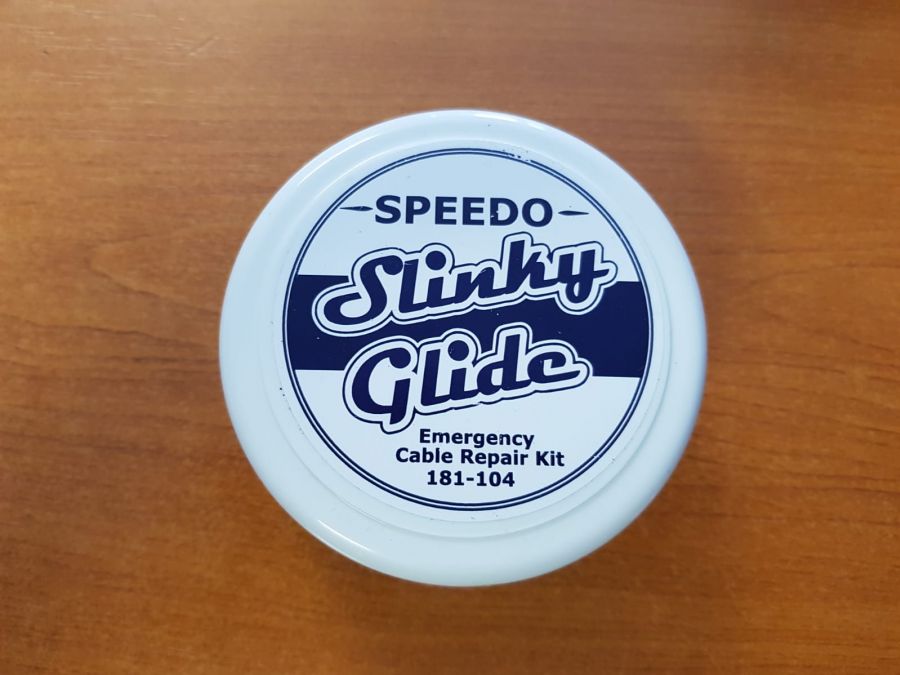 SPEEDO
Slinky
Glide
Emergency
Cable Repair Kit
181-104